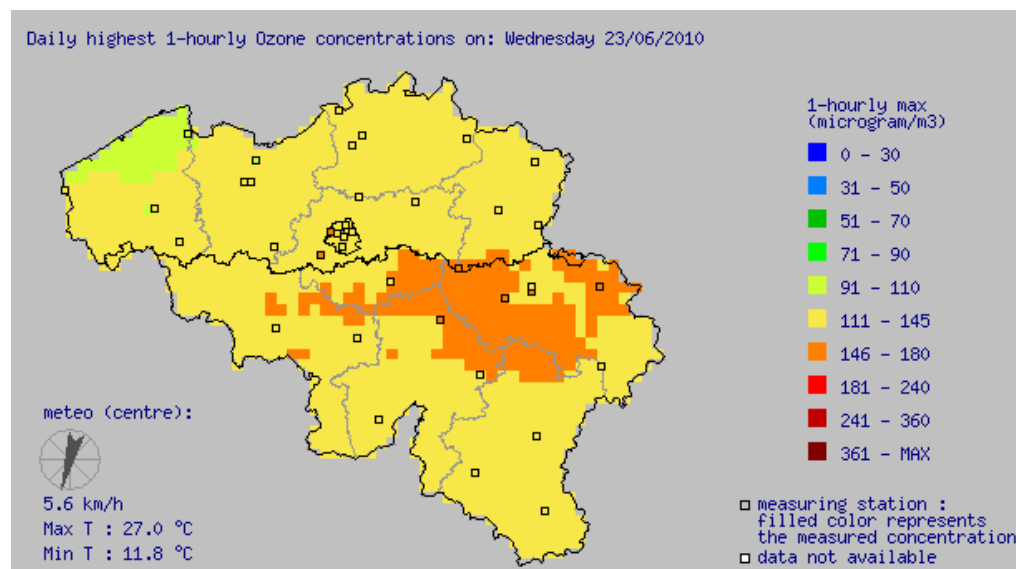 Daily highest 1-hourly Ozone concentrations on: Wednesday 23/06/2010
1-hourly max
(microgram/m3)
0 - 30
31 - 50
51 - 70
71 - 90
91 - 110
111 - 145
146 - 180
181 - 240
241 - 360
361 - MAX
meteo (centre):
5.6 km/h
Max T : 27.0 °C
Min T : 11.8 °C
measuring station :
filled color represents
the measured concentration
data not available